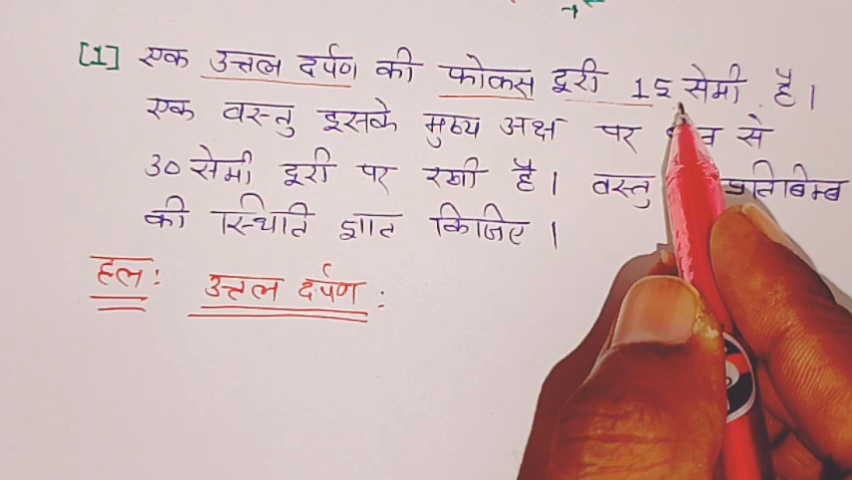 [1] एक उत्तल दर्पण की फोकस दूरी 15 सेमी है।
एक वस्तु इसके मुख्य अक्ष पर से
30 सेमी दूरी पर रखी है। वस्तु प्रतिबिम्ब
की स्थिति ज्ञात किजिए।
हल: उत्तल दर्पण: